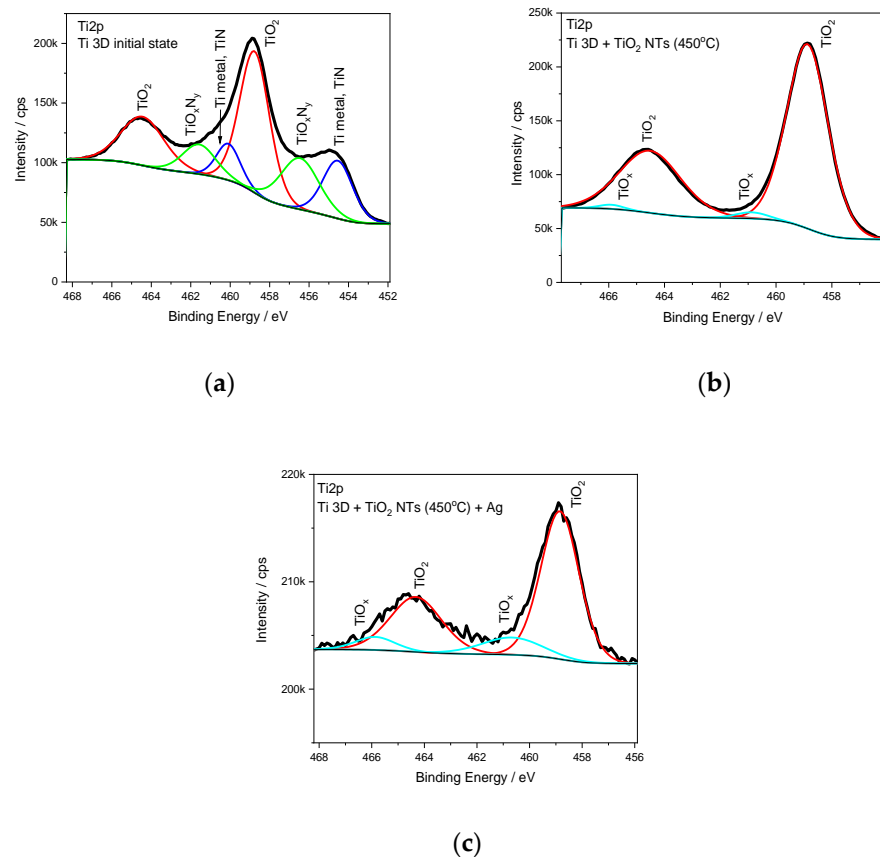 Ti2p
Ti 3D initial state
TiO2
TiOxNy
Ti metal, TiN
TiO2
TiOxNy
Ti metal, TiN
200k
150k
100k
50k
0
Intensity / cps
468 466 464 462 460 458 456 454 452
Binding Energy / eV
(a)
Ti2p
Ti 3D + TiO2 NTs (450°C)
TiOx
TiO2
TiOx
TiO2
250k
200k
150k
100k
50k
0
Intensity / cps
466 464 462 460 458
Binding Energy / eV
(b)
Ti2p
Ti 3D + TiO2 NTs (450°C) + Ag
TiOx
TiO2
TiOx
TiO2
220k
210k
200k
Intensity / cps
468 466 464 462 460 458 456
Binding Energy / eV
(c)